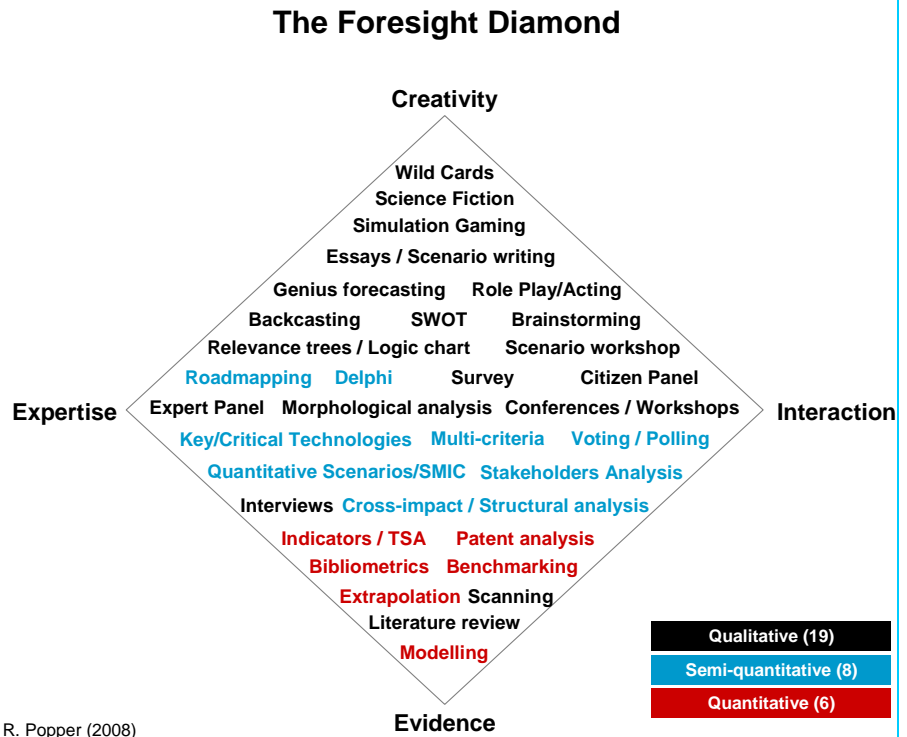 The Foresight Diamond
Creativity
Wild Cards
Science Fiction
Simulation Gaming
Essays / Scenario writing
Genius forecasting Role Play/Acting
Backcasting SWOT Brainstorming
Relevance trees / Logic chart Scenario workshop
Roadmapping Delphi Survey Citizen Panel
Expertise Expert Panel Morphological analysis Conferences / Workshops Interaction
Key/Critical Technologies Multi-criteria Voting / Polling
Quantitative Scenarios/SMIC Stakeholders Analysis
Interviews Cross-impact / Structural analysis
Indicators / TSA Patent analysis
Bibliometrics Benchmarking
Extrapolation Scanning
Literature review
Modelling
Evidence
Qualitative (19)
Semi-quantitative (8)
Quantitative (6)
R. Popper (2008)